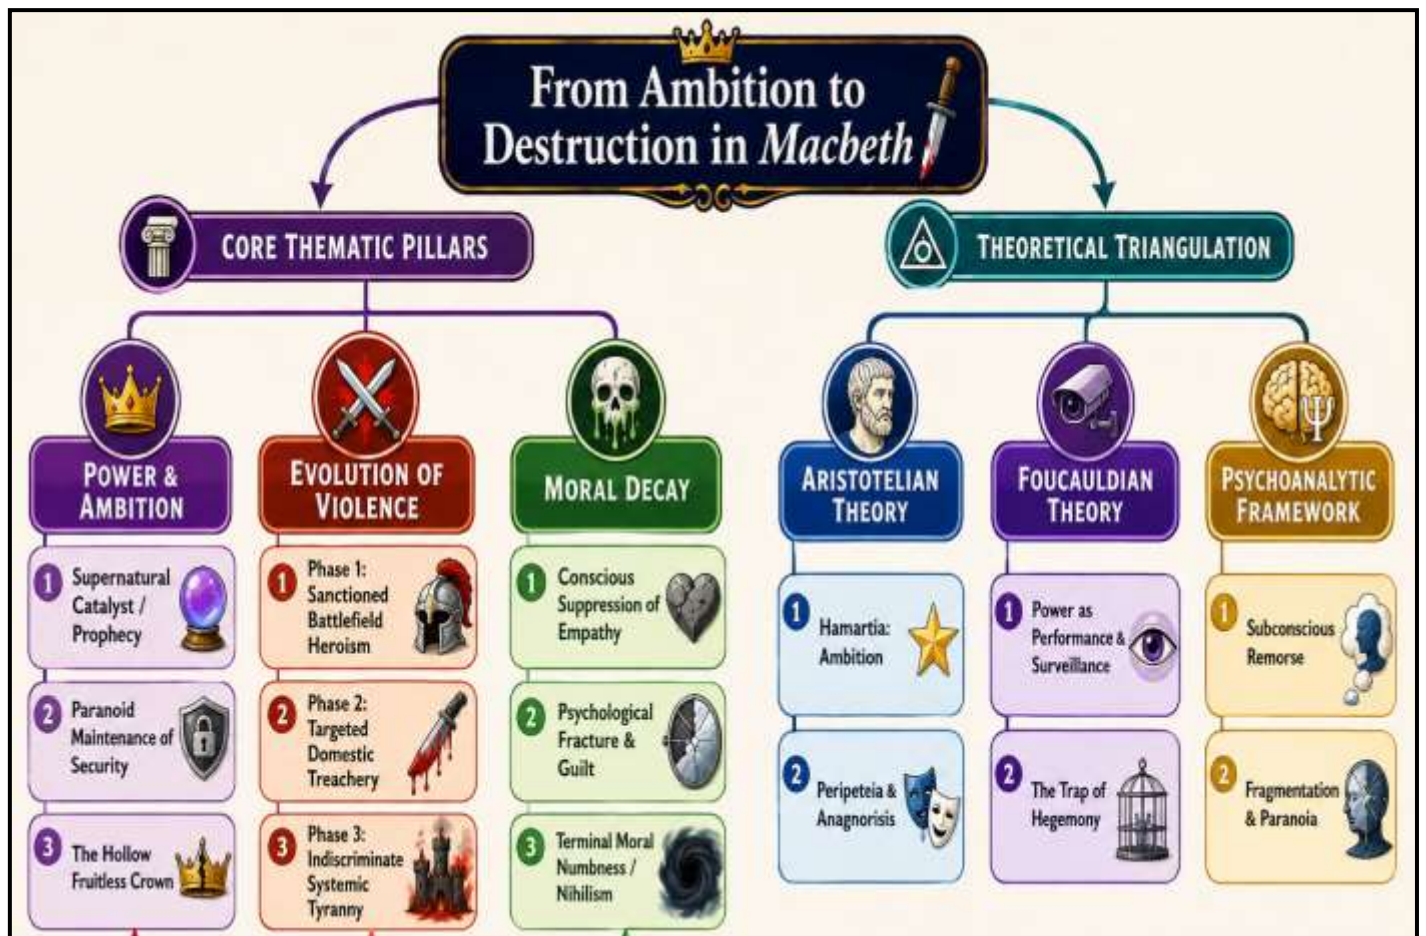 From Ambition to
Destruction in Macbeth
CORE THEMATIC PILLARS
THEORETICAL TRIANGULATION
POWER &
AMBITION
1
Supernatural
Catalyst /
Prophecy
2
Paranoid
Maintenance of
Security
3
The Hollow
Fruitless Crown
EVOLUTION OF
VIOLENCE
1
Phase 1:
Sanctioned
Battlefield
Heroism
2
Phase 2:
Targeted
Domestic
Treachery
3
Phase 3:
Indiscriminate
Systemic
Tyranny
MORAL DECAY
1
Conscious
Suppression of
Empathy
2
Psychological
Fracture &
Guilt
3
Terminal Moral
Numbness /
Nihilism
ARISTOTELIAN
THEORY
1
Hamartia:
Ambition
2
Peripeteia &
Anagnorisis
FOUCAULDIAN
THEORY
1
Power as
Performance &
Surveillance
2
The Trap of
Hegemony
Ψ
PSYCHOANALYTIC
FRAMEWORK
1
Subconscious
Remorse
2
Fragmentation
& Paranoia